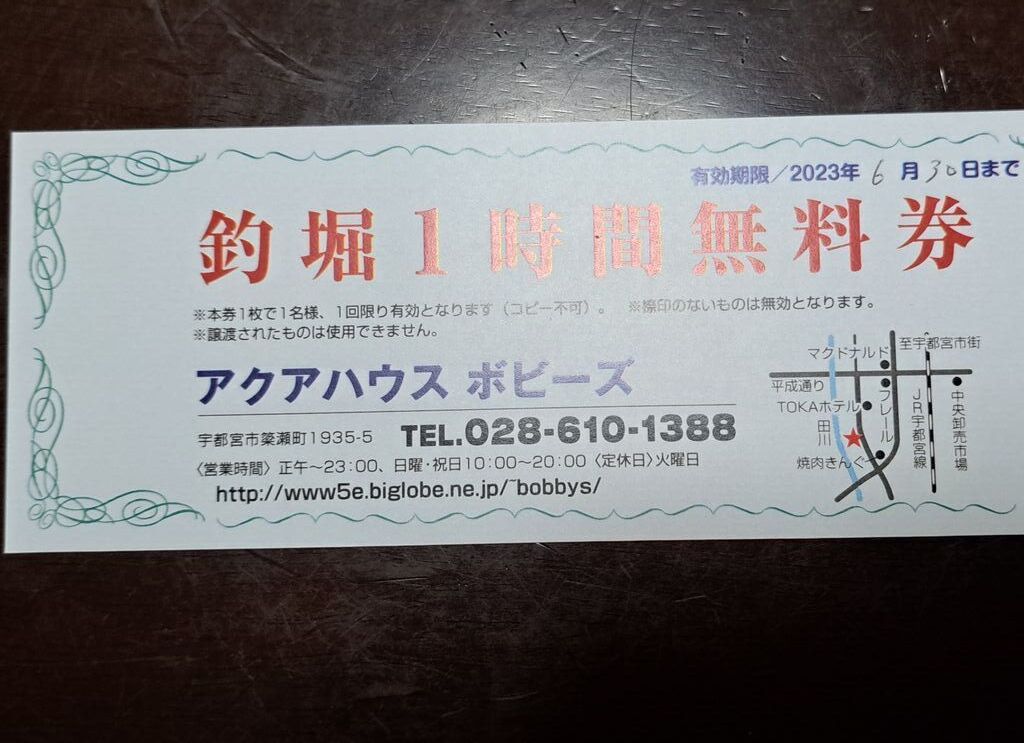 有効期限／2023年6月30日まで
釣堀1時間無料券
※本券1枚で1名様、1回限り有効となります（コピー不可）。　※捺印のないものは無効となります。
※譲渡されたものは使用できません。
アクアハウス ボビーズ
宇都宮市簗瀬町1935-5　TEL.028-610-1388
〈営業時間〉正午～23:00、日曜・祝日10:00～20:00〈定休日〉火曜日
http://www5e.biglobe.ne.jp/~bobbys/
至宇都宮市街
マクドナルド
平成通り
TOKAホテル
フレール
JR宇都宮線
中央卸売市場
田川
焼肉きんぐ